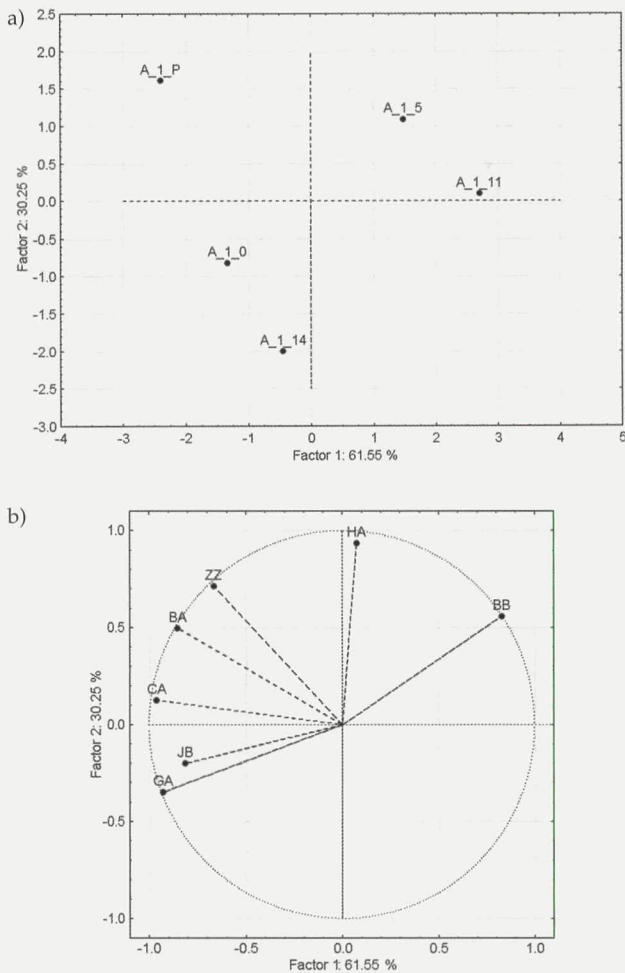 a)
2.5
2.0
1.5
1.0
0.5
0.0
-0.5
-1.0
-1.5
-2.0
-2.5
-3.0
Factor 2: 30.25 %
A_1_P
A_1_5
A_1_11
A_1_0
A_1_14
-4 -3 -2 -1 0 1 2 3 4 5
Factor 1: 61.55 %
b)
1.0
0.5
0.0
-0.5
-1.0
Factor 2: 30.25 %
HA
ZZ
BB
BA
CA
JB
GA
-1.0 -0.5 0.0 0.5 1.0
Factor 1: 61.55 %